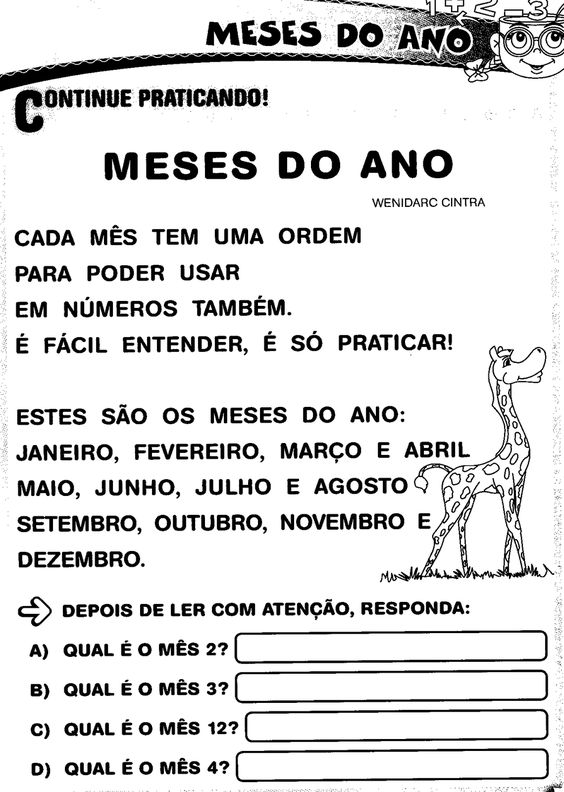 1 + 2 - 3
MESES DO ANO
CONTINUE PRATICANDO!
MESES DO ANO
WENIDARC CINTRA
CADA MÊS TEM UMA ORDEM
PARA PODER USAR
EM NÚMEROS TAMBÉM.
É FÁCIL ENTENDER, É SÓ PRATICAR!
ESTES SÃO OS MESES DO ANO:
JANEIRO, FEVEREIRO, MARÇO E ABRIL
MAIO, JUNHO, JULHO E AGOSTO
SETEMBRO, OUTUBRO, NOVEMBRO E
DEZEMBRO.
DEPOIS DE LER COM ATENÇÃO, RESPONDA:
A) QUAL É O MÊS 2?
B) QUAL É O MÊS 3?
C) QUAL É O MÊS 12?
D) QUAL É O MÊS 4?